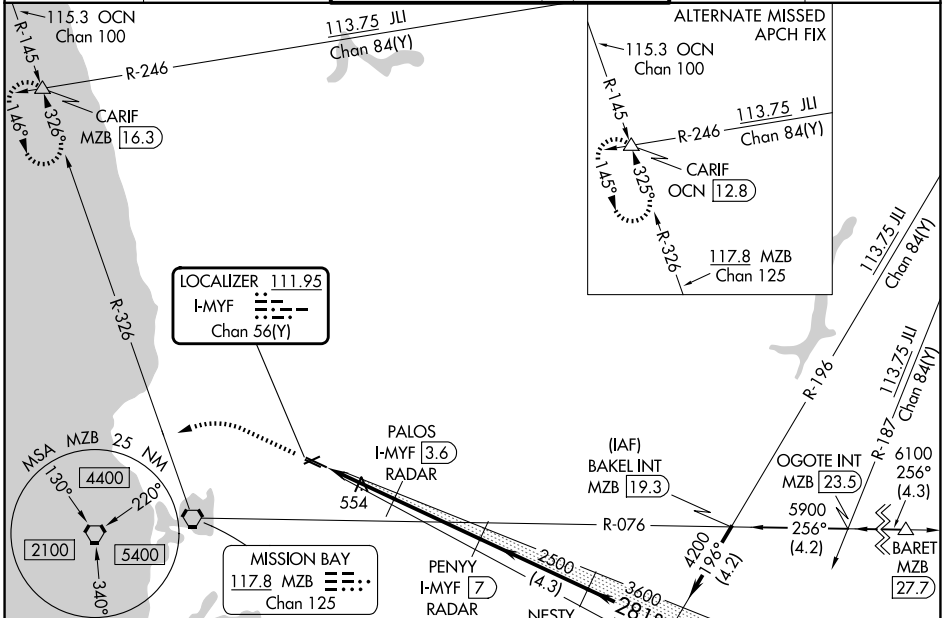 115.3 OCN
Chan 100
R-145
113.75 JLI
Chan 84(Y)
R-246
CARIF
MZB 16.3
326°
146°
R-326
ALTERNATE MISSED
APCH FIX
115.3 OCN
Chan 100
R-145
113.75 JLI
Chan 84(Y)
R-246
CARIF
OCN 12.8
325°
145°
R-326
117.8 MZB
Chan 125
LOCALIZER 111.95
I-MYF
Chan 56(Y)
113.75 JLI
Chan 84(Y)
R-196
113.75 JLI
Chan 84(Y)
R-187
PALOS
I-MYF 3.6
RADAR
554
(IAF)
BAKEL INT
MZB 19.3
OGOTE INT
MZB 23.5
6100
256°
(4.3)
5900
256°
(4.2)
BARET
MZB
27.7
R-076
4200
196°
(4.2)
MSA MZB 25 NM
130°
4400
220°
2100
5400
340°
MISSION BAY
117.8 MZB
Chan 125
PENYY
I-MYF 7
RADAR
2500
(4.3)
3600
281°
NESTY